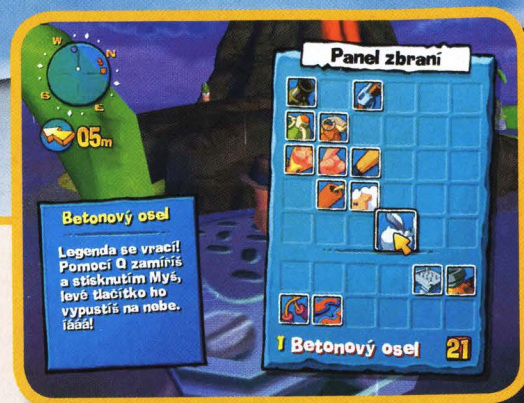 W
N
S
E
05m
Panel zbraní
Betonový osel
Legenda se vrací!
Pomocí Q zamíříš
a stisknutím Myš,
levé tlačítko ho
vypustíš na nebe.
íááá!
1 Betonový osel 21